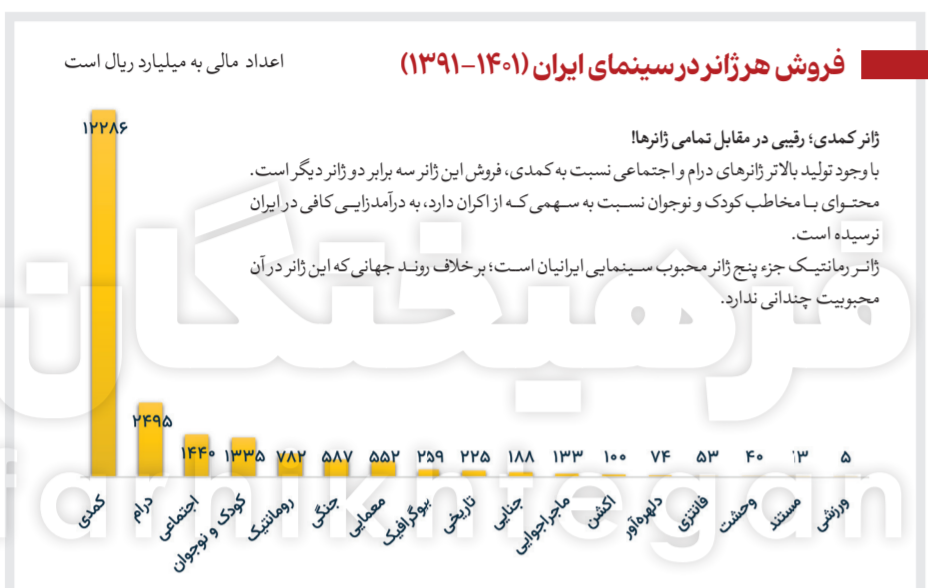 فروش هر ژانر در سینمای ایران (۱۴۰۱-۱۳۹۱)
اعداد مالی به میلیارد ریال است
ژانر کمدی؛ رقیبی در مقابل تمامی ژانرها!
با وجود تولید بالاتر ژانرهای درام و اجتماعی نسبت به کمدی، فروش این ژانر سه برابر دو ژانر دیگر است.
محتوای با مخاطب کودک و نوجوان نسبت به سهمی که از اکران دارد، به درآمدزایی کافی در ایران
نرسیده است.
ژانر رمانتیک جزء پنج ژانر محبوب سینمایی ایرانیان است؛ برخلاف روند جهانی که این ژانر در آن
محبوبیت چندانی ندارد.
فرهیختگان
farhikhtegan
۱۲۲۸۶
۲۴۹۵
۱۴۴۰
۱۳۳۵
۷۸۲
۵۸۷
۵۵۲
۲۵۹
۲۲۵
۱۸۸
۱۳۳
۱۰۰
۷۴
۵۳
۴۰
۱۳
۵
کمدی
درام
اجتماعی
کودک و نوجوان
رومانتیک
جنگی
معمایی
بیوگرافیک
تاریخی
جنایی
ماجراجوایی
اکشن
دلهره‌آور
فانتزی
وحشت
مستند
ورزشی